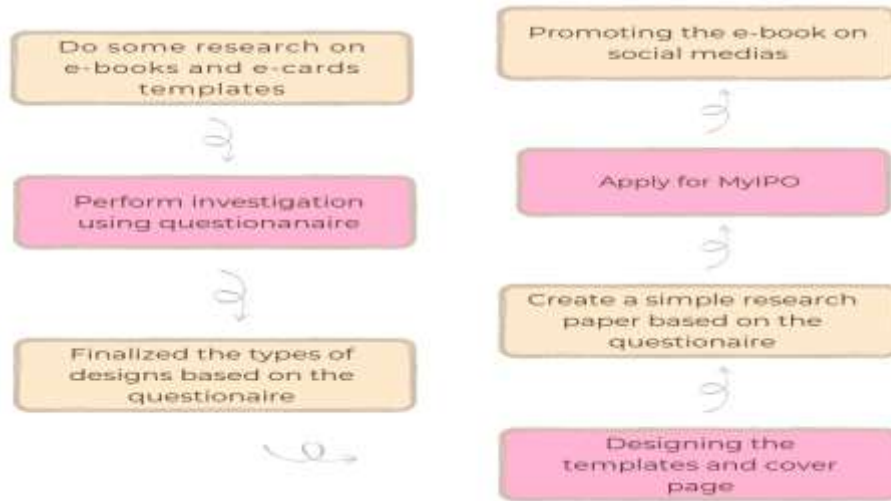 Do some research on
e-books and e-cards
templates
Perform investigation
using questionanaire
Finalized the types of
designs based on the
questionaire
Designing the
templates and cover
page
Create a simple research
paper based on the
questionaire
Apply for MyIPO
Promoting the e-book on
social medias